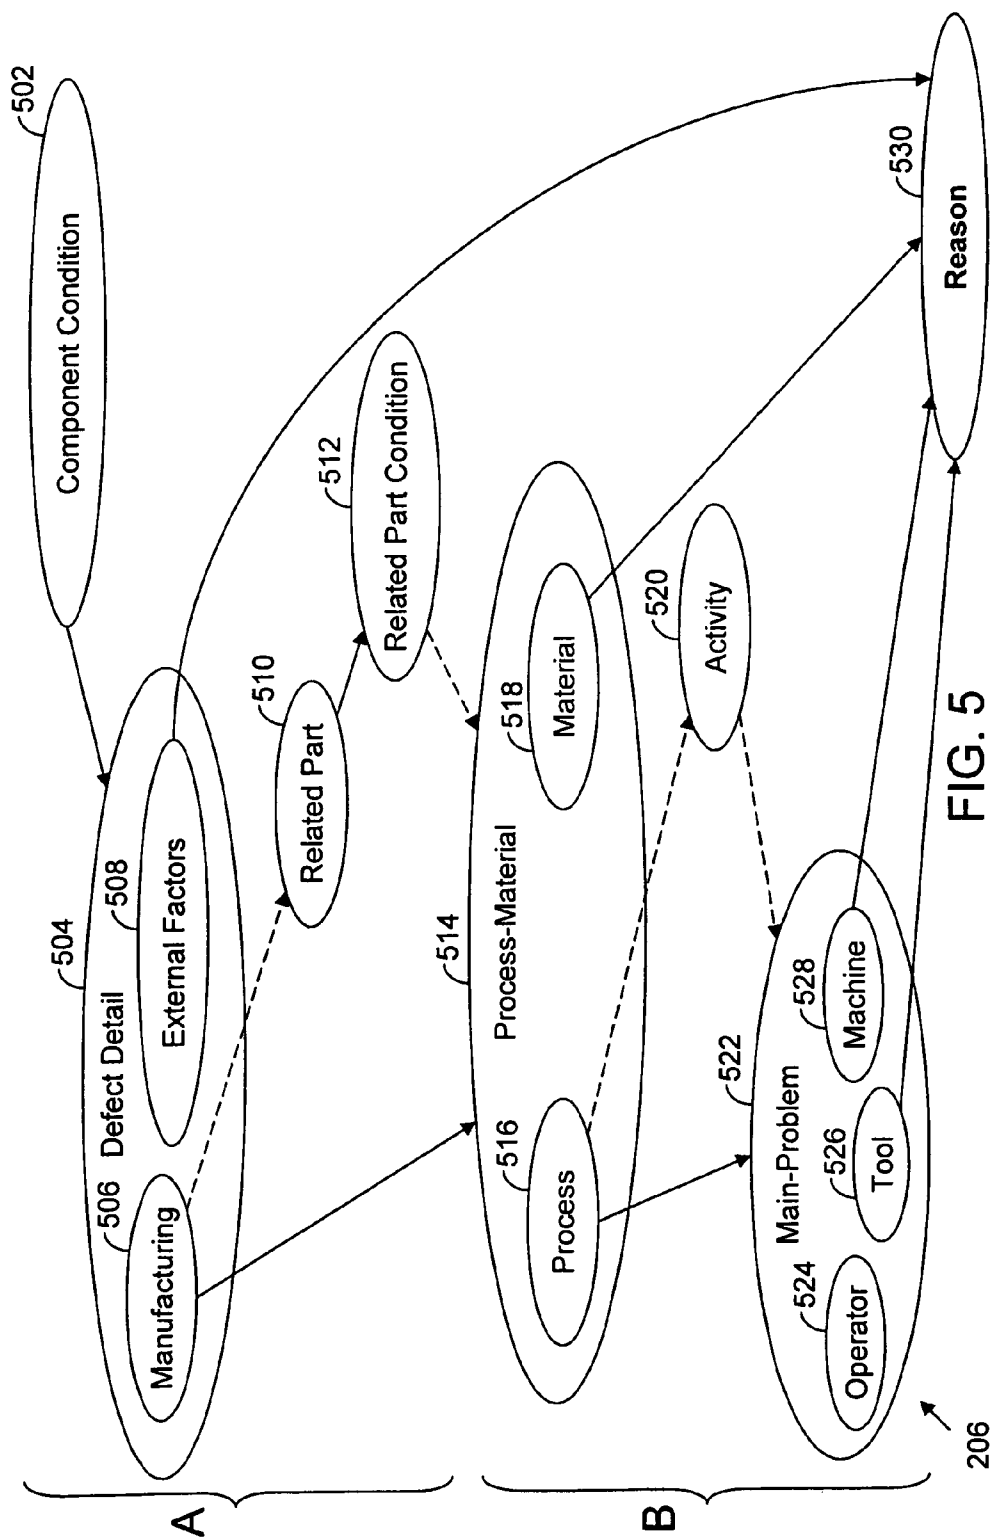 502
Component Condition
504
Defect Detail
506
Manufacturing
508
External Factors
510
Related Part
512
Related Part Condition
A
514
Process-Material
516
Process
518
Material
520
Activity
522
Main-Problem
524
Operator
526
Tool
528
Machine
B
530
Reason
206
FIG. 5